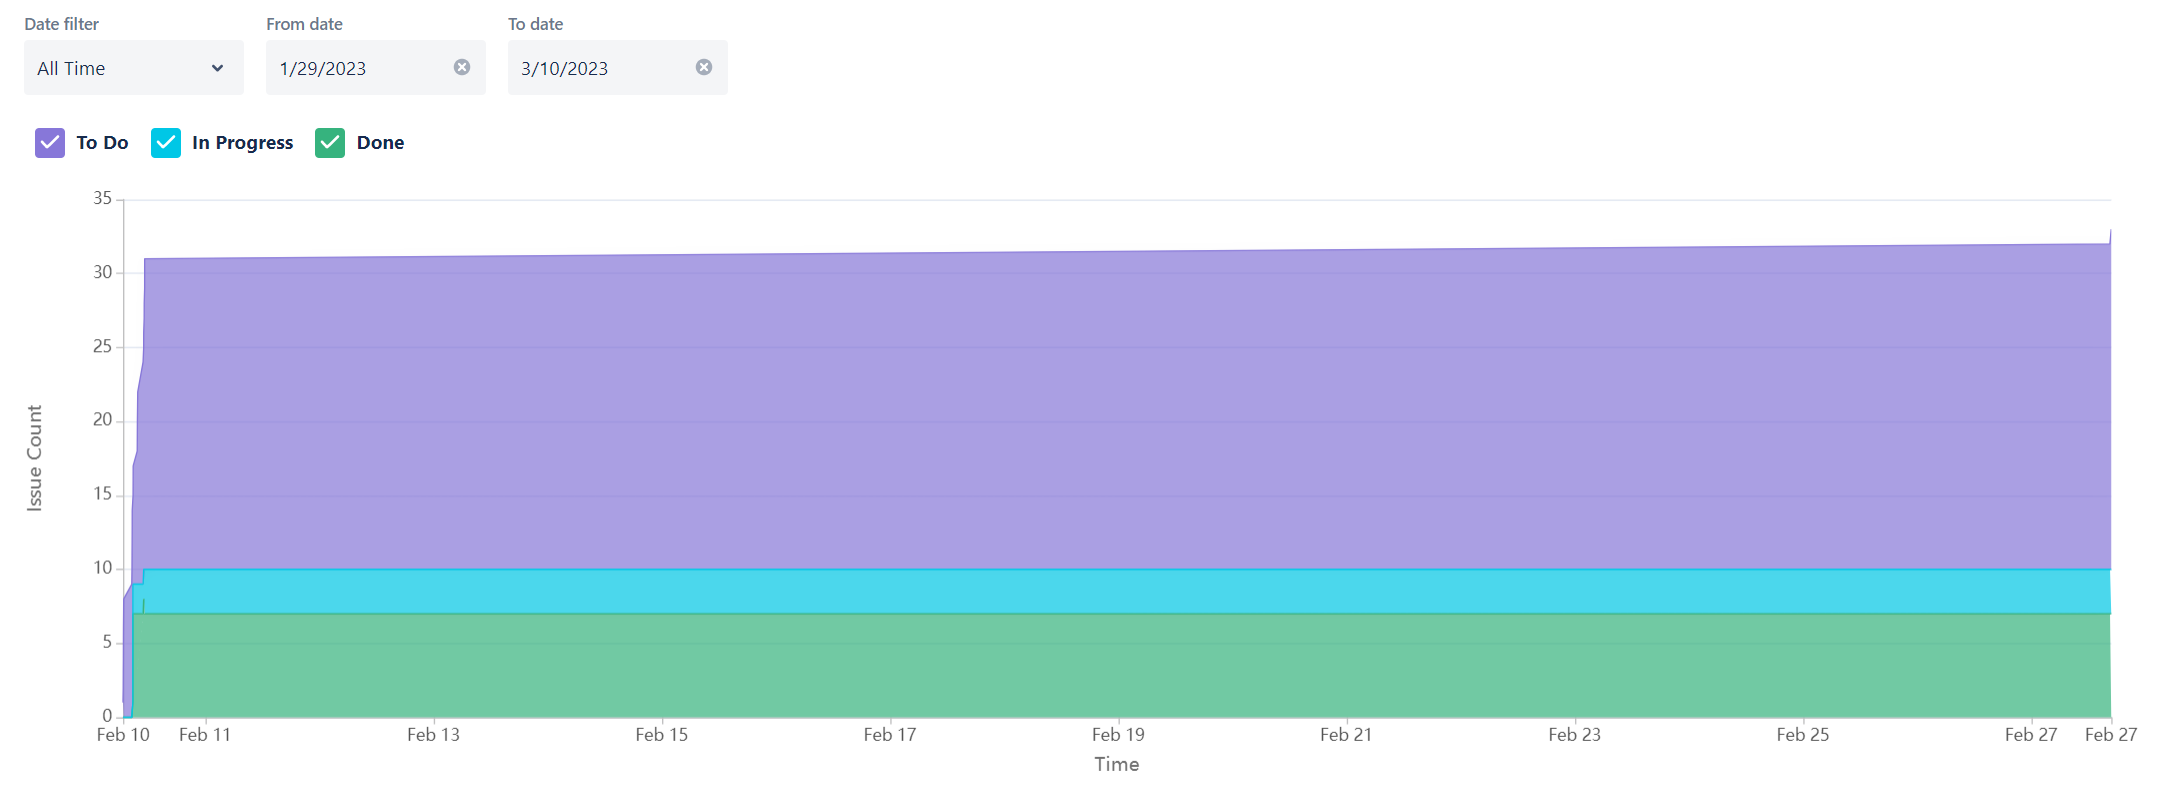 Date filter From date To date
All Time 1/29/2023 3/10/2023
To Do In Progress Done
35
30
25
20
15
10
5
0
Issue Count
Feb 10 Feb 11 Feb 13 Feb 15 Feb 17 Feb 19 Feb 21 Feb 23 Feb 25 Feb 27 Feb 27
Time